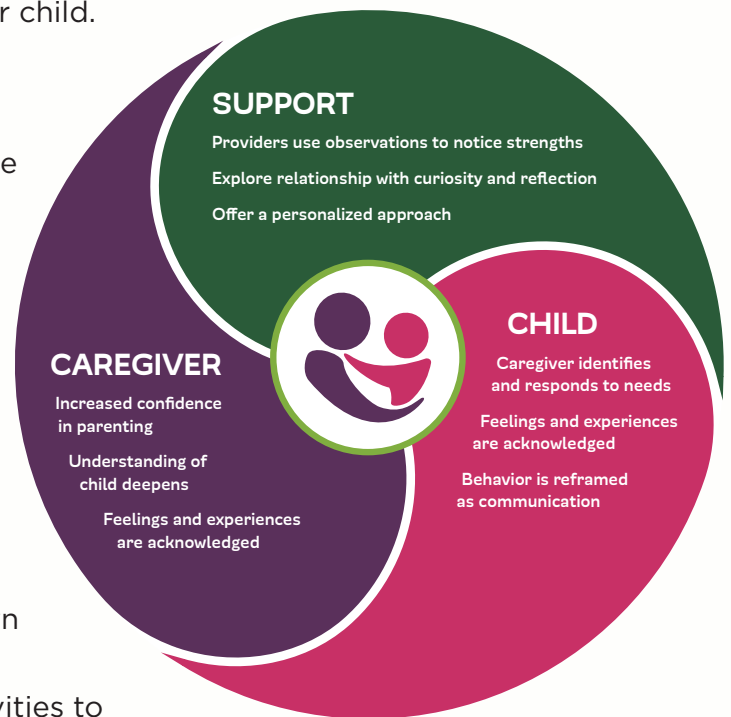 r child.
e
SUPPORT
Providers use observations to notice strengths
Explore relationship with curiosity and reflection
Offer a personalized approach
CHILD
Caregiver identifies
and responds to needs
Feelings and experiences
are acknowledged
Behavior is reframed
as communication
CAREGIVER
Increased confidence
in parenting
Understanding of
child deepens
Feelings and experiences
are acknowledged
n
vities to